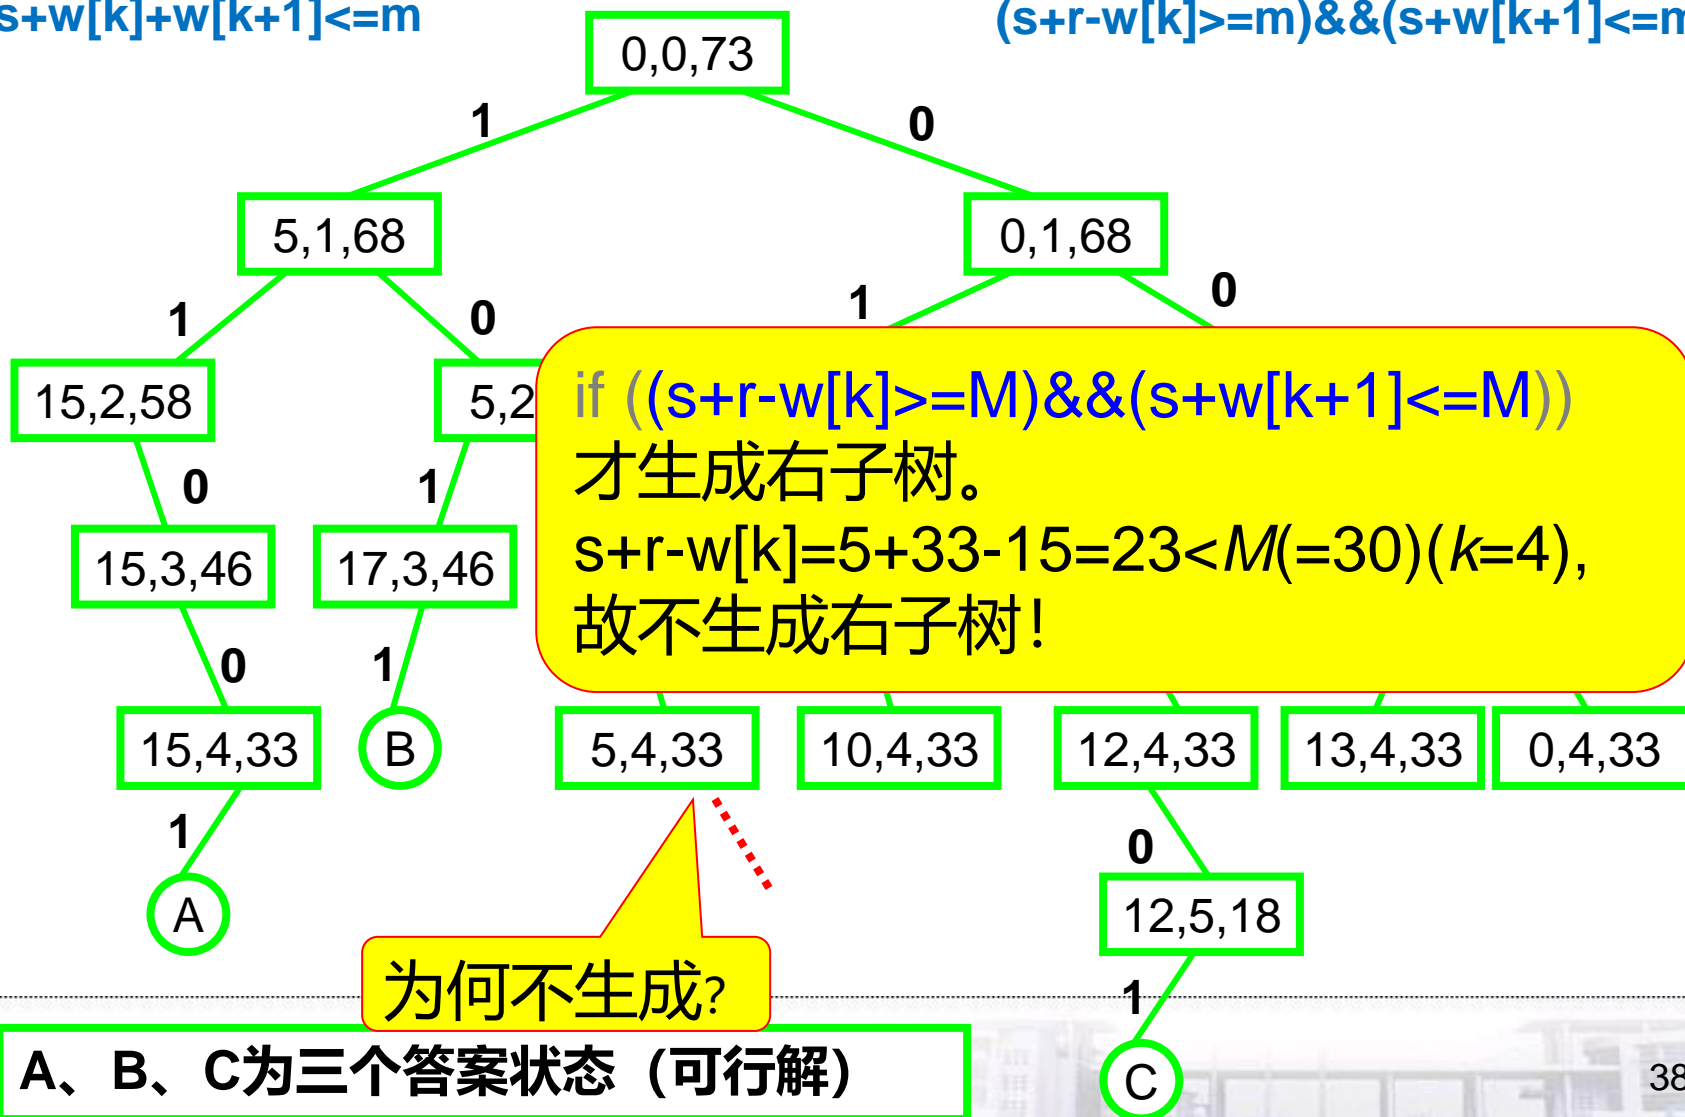 s+w[k]+w[k+1]<=m
(s+r-w[k]>=m)&&(s+w[k+1]<=m
0,0,73
1
0
5,1,68
0,1,68
1
0
1
0
15,2,58
5,2
if ((s+r-w[k]>=M)&&(s+w[k+1]<=M))
才生成右子树。
s+r-w[k]=5+33-15=23<M(=30)(k=4),
故不生成右子树!
0
1
15,3,46
17,3,46
0
1
15,4,33
B
5,4,33
10,4,33
12,4,33
13,4,33
0,4,33
1
0
A
12,5,18
为何不生成?
1
A、B、C为三个答案状态（可行解）
C
38